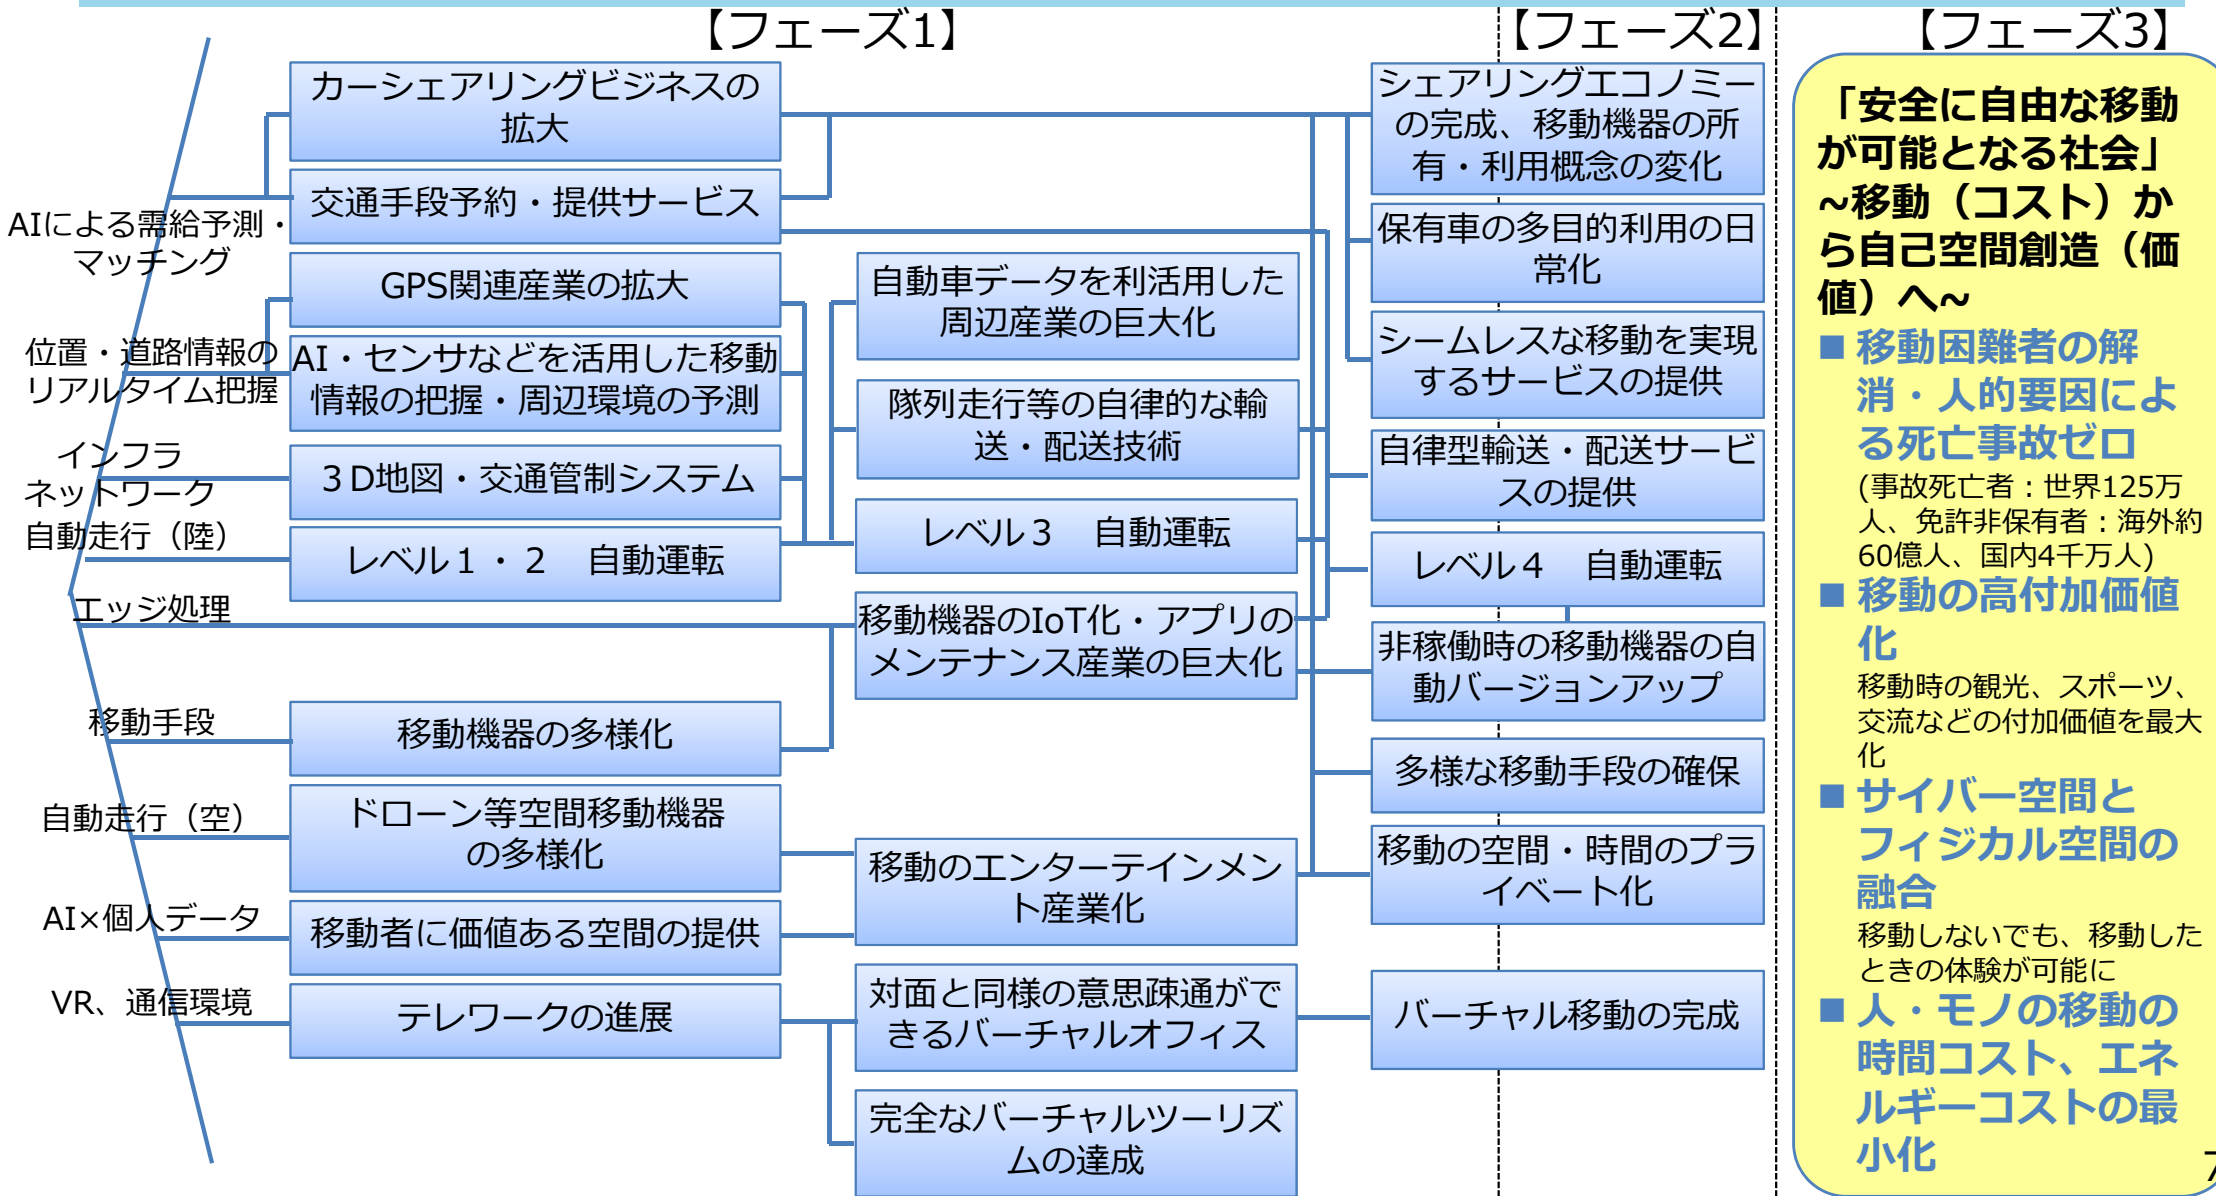 【フェーズ1】
【フェーズ2】
【フェーズ3】
AIによる需給予測・
マッチング
位置・道路情報の
リアルタイム把握
インフラ
ネットワーク
自動走行（陸）
エッジ処理
移動手段
自動走行（空）
AI×個人データ
VR、通信環境
カーシェアリングビジネスの
拡大
交通手段予約・提供サービス
GPS関連産業の拡大
AI・センサなどを活用した移動
情報の把握・周辺環境の予測
３D地図・交通管制システム
レベル１・２　自動運転
移動機器の多様化
ドローン等空間移動機器
の多様化
移動者に価値ある空間の提供
テレワークの進展
自動車データを利活用した
周辺産業の巨大化
隊列走行等の自律的な輸
送・配送技術
レベル３　自動運転
移動機器のIoT化・アプリの
メンテナンス産業の巨大化
移動のエンターテインメン
ト産業化
対面と同様の意思疎通がで
きるバーチャルオフィス
完全なバーチャルツーリズ
ムの達成
シェアリングエコノミー
の完成、移動機器の所
有・利用概念の変化
保有車の多目的利用の日
常化
シームレスな移動を実現
するサービスの提供
自律型輸送・配送サービ
スの提供
レベル４　自動運転
非稼働時の移動機器の自
動バージョンアップ
多様な移動手段の確保
移動の空間・時間のプラ
イベート化
バーチャル移動の完成
「安全に自由な移動
が可能となる社会」
~移動（コスト）か
ら自己空間創造（価
値）へ~
■ 移動困難者の解
消・人的要因によ
る死亡事故ゼロ
(事故死亡者：世界125万
人、免許非保有者：海外約
60億人、国内4千万人)
■ 移動の高付加価値
化
移動時の観光、スポーツ、
交流などの付加価値を最大
化
■ サイバー空間と
フィジカル空間の
融合
移動しないでも、移動した
ときの体験が可能に
■ 人・モノの移動の
時間コスト、エネ
ルギーコストの最
小化
7